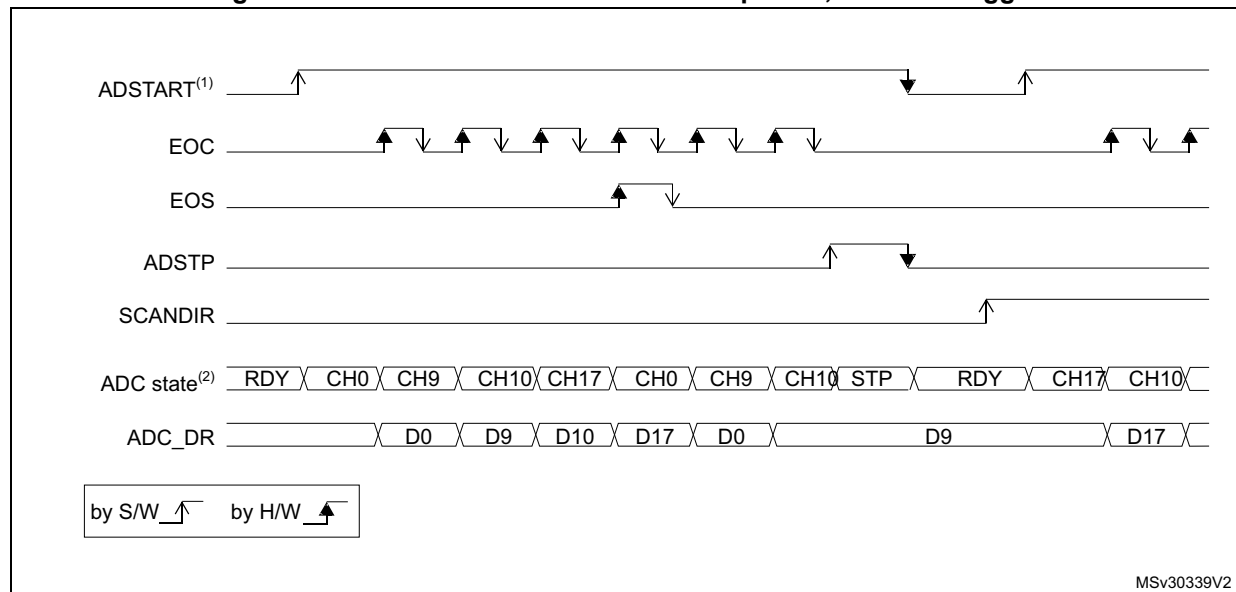 ADSTART(1)
EOC
EOS
ADSTP
SCANDIR
ADC state(2) RDY CH0 CH9 CH10 CH17 CH0 CH9 CH10 STP RDY CH17 CH10
ADC_DR D0 D9 D10 D17 D0 D9 D17
by S/W by H/W
MSv30339V2